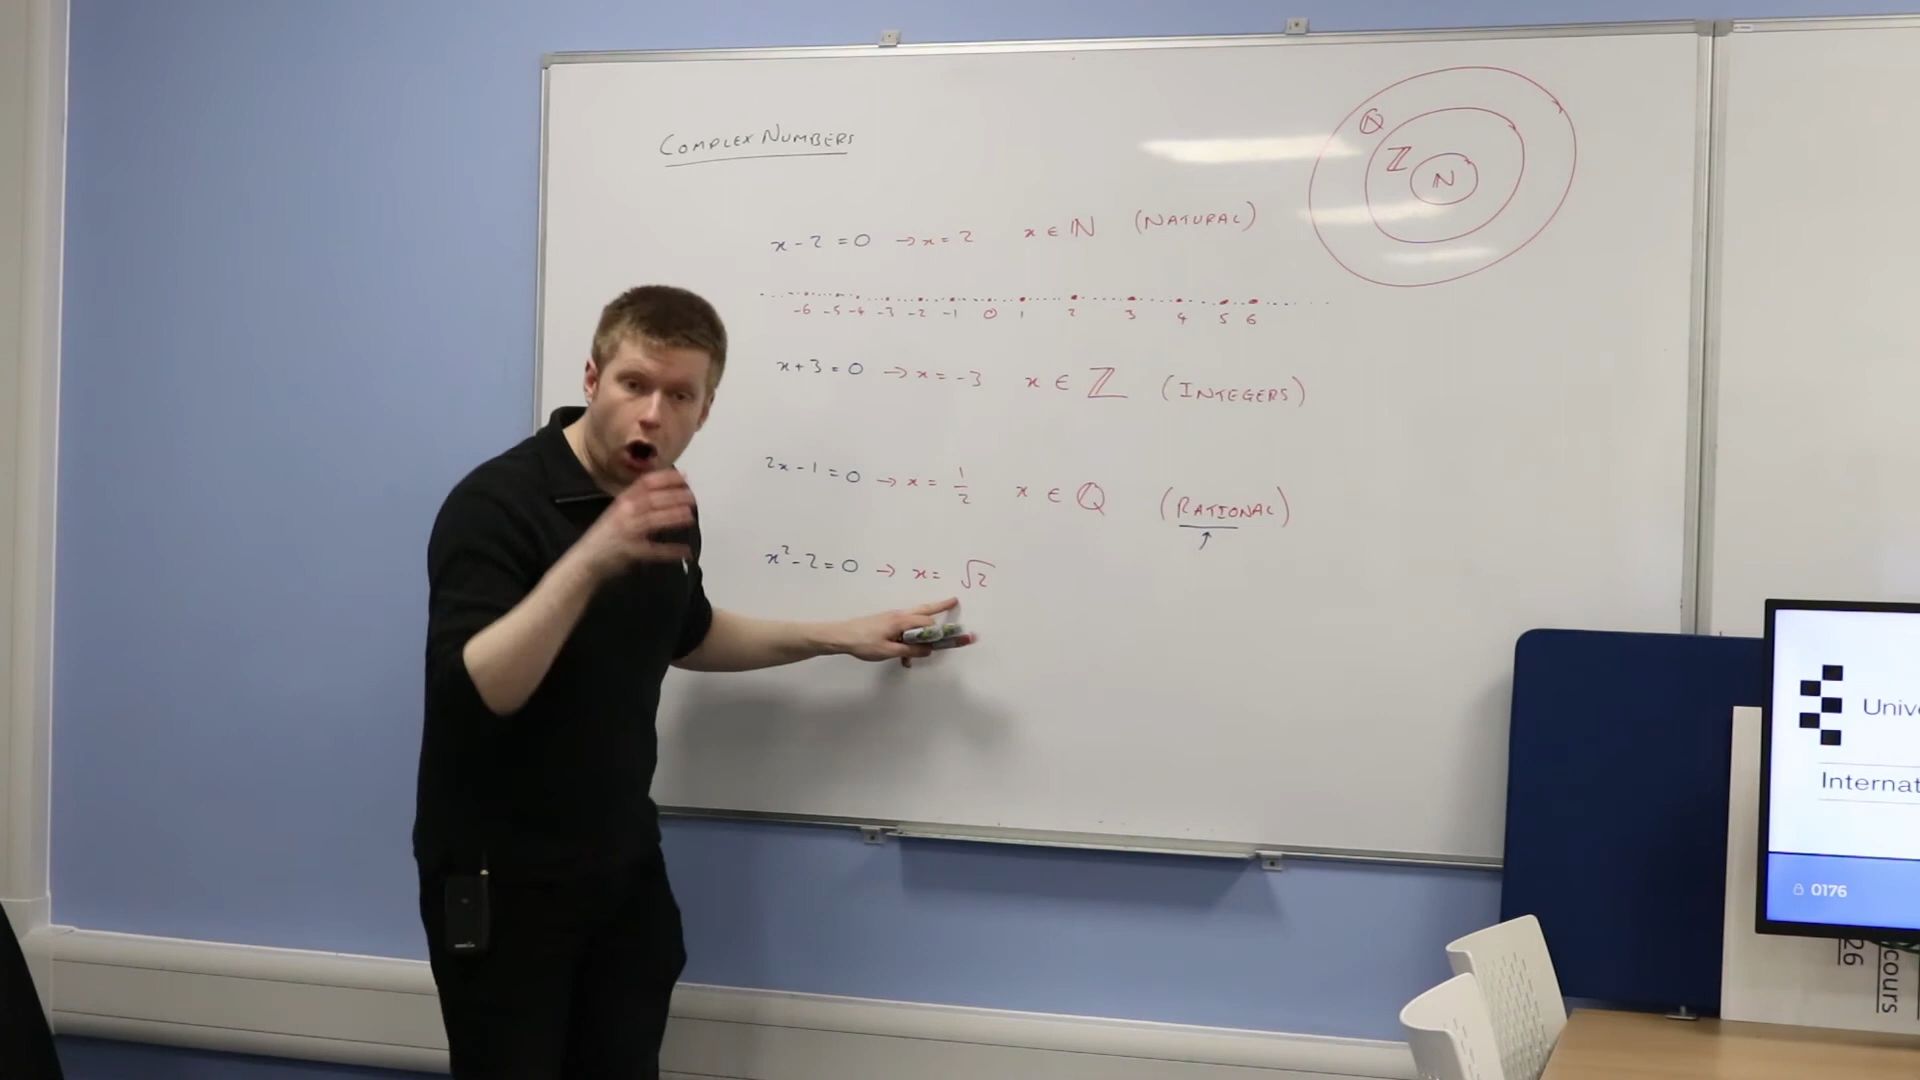 COMPLEX NUMBERS
ℚ
ℤ
ℕ
x - 2 = 0 → x = 2 x ∈ ℕ (NATURAL)
-6 -5 -4 -3 -2 -1 0 1 2 3 4 5 6
x + 3 = 0 → x = -3 x ∈ ℤ (INTEGERS)
2x - 1 = 0 → x = 1/2 x ∈ ℚ (RATIONAL)
↑
x² - 2 = 0 → x = √2
Unive
Internat
0176
26
cours